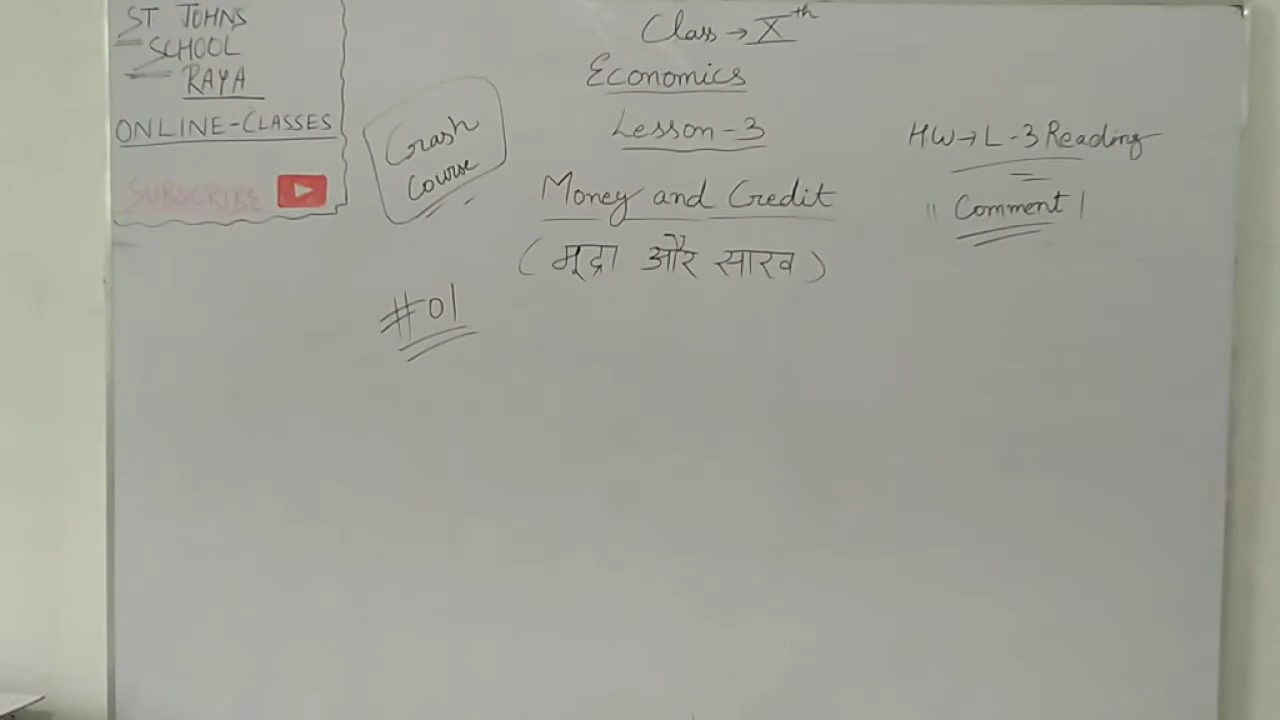 ST JOHNS
SCHOOL
RAYA
ONLINE-CLASSES
SUBSCRIBE
Crash
Course
Class → Xth
Economics
Lesson-3
Money and Credit
(मूद्रा और साख)
#01
HW → L-3 Reading
" Comment |